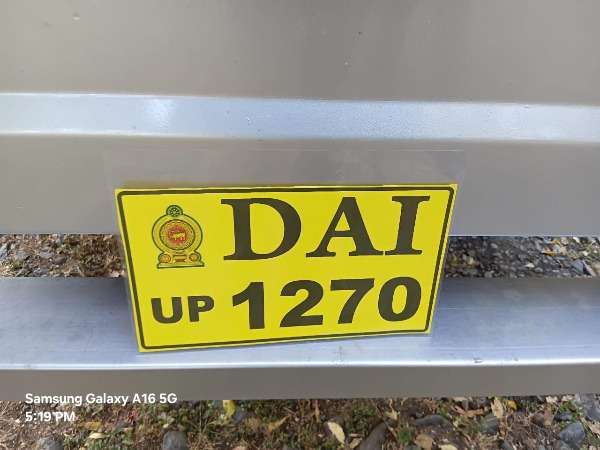 DAI
UP 1270
Samsung Galaxy A16 5G
5:19 PM